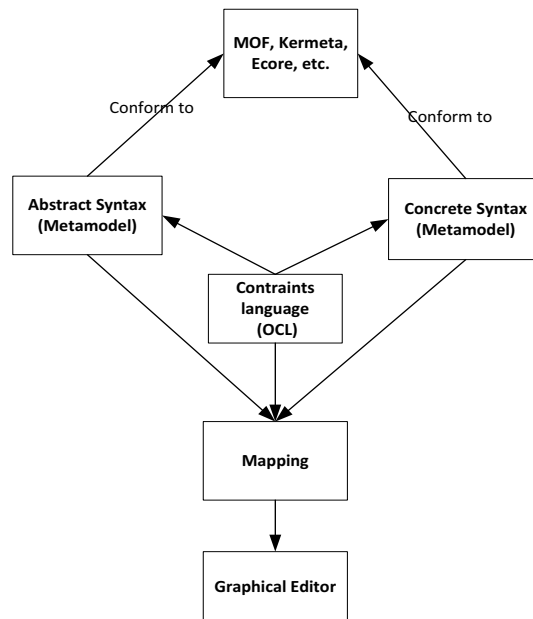 MOF, Kermeta,
Ecore, etc.
Conform to
Conform to
Abstract Syntax
(Metamodel)
Concrete Syntax
(Metamodel)
Contraints
language
(OCL)
Mapping
Graphical Editor